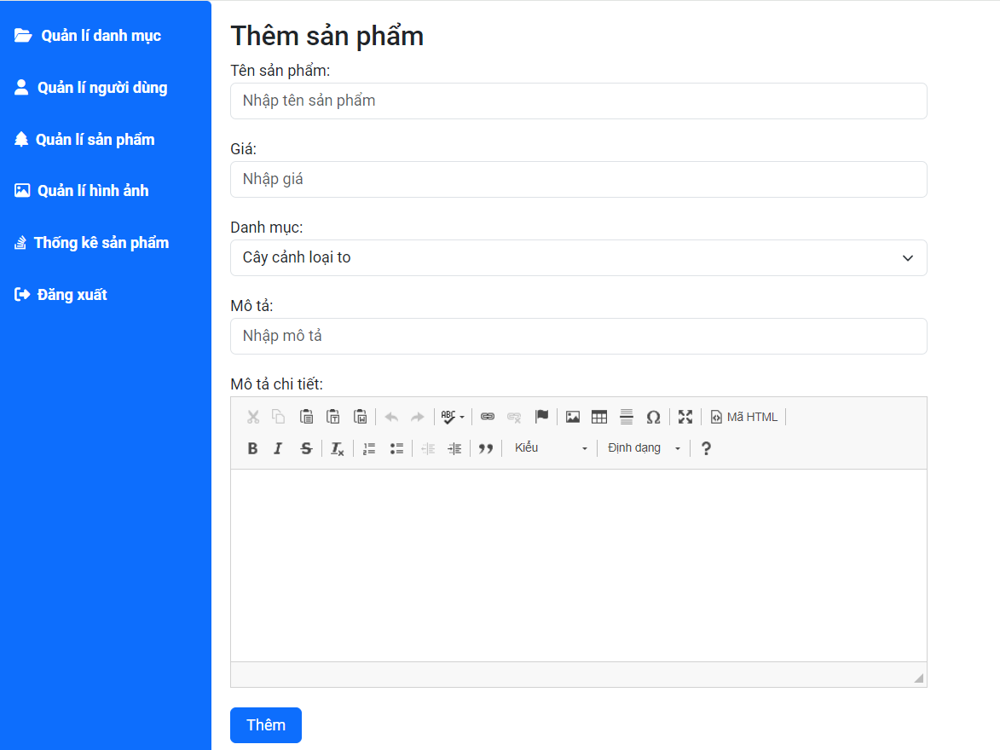 Quản lí danh mục
Quản lí người dùng
Quản lí sản phẩm
Quản lí hình ảnh
Thống kê sản phẩm
Đăng xuất
Thêm sản phẩm
Tên sản phẩm:
Nhập tên sản phẩm
Giá:
Nhập giá
Danh mục:
Cây cảnh loại to
Mô tả:
Nhập mô tả
Mô tả chi tiết:
ABC Ω Mã HTML
B I S Ix Kiểu Định dạng ?
Thêm